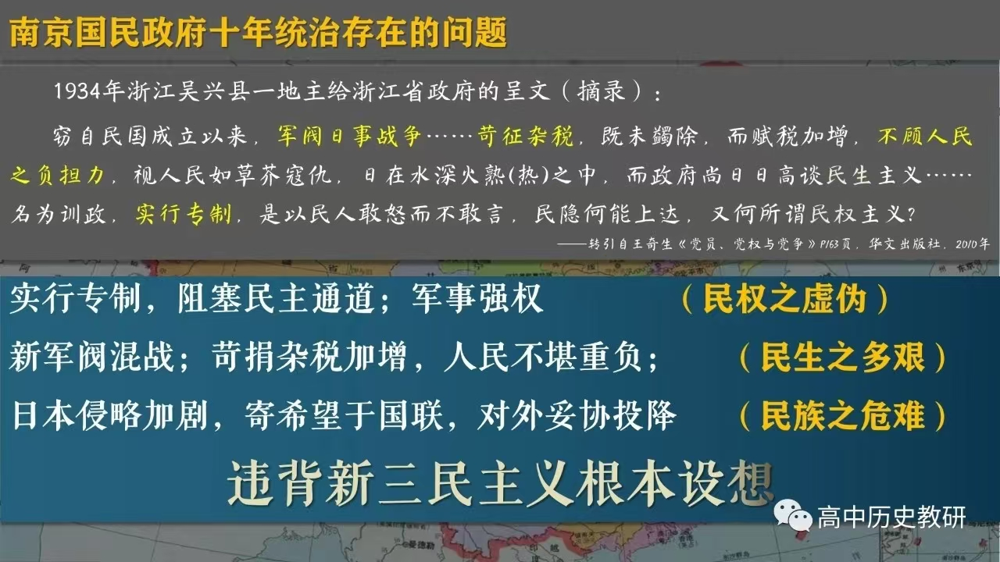 南京国民政府十年统治存在的问题
1934年浙江吴兴县一地主给浙江省政府的呈文（摘录）：
窃自民国成立以来，军阀日事战争……苛征杂税，既未蠲除，而赋税加增，不顾人民
之负担力，视人民如草芥寇仇，日在水深火熟(热)之中，而政府尚日日高谈民生主义……
名为训政，实行专制，是以民人敢怒而不敢言，民隐何能上达，又何所谓民权主义？
——转引自王奇生《党员、党权与党争》P163页，华文出版社，2010年
实行专制，阻塞民主通道；军事强权 （民权之虚伪）
新军阀混战；苛捐杂税加增，人民不堪重负； （民生之多艰）
日本侵略加剧，寄希望于国联，对外妥协投降 （民族之危难）
违背新三民主义根本设想
高中历史教研
曼德勒
越
印